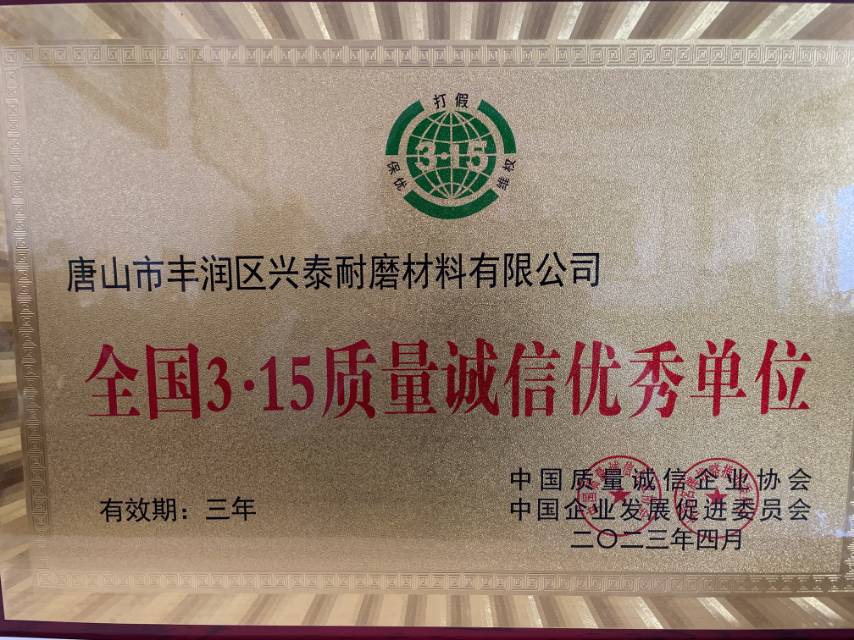 打假
3·15
保优
维权
唐山市丰润区兴泰耐磨材料有限公司
全国3·15质量诚信优秀单位
中国质量诚信企业协会
有效期：三年
中国企业发展促进委员会
二〇二三年四月